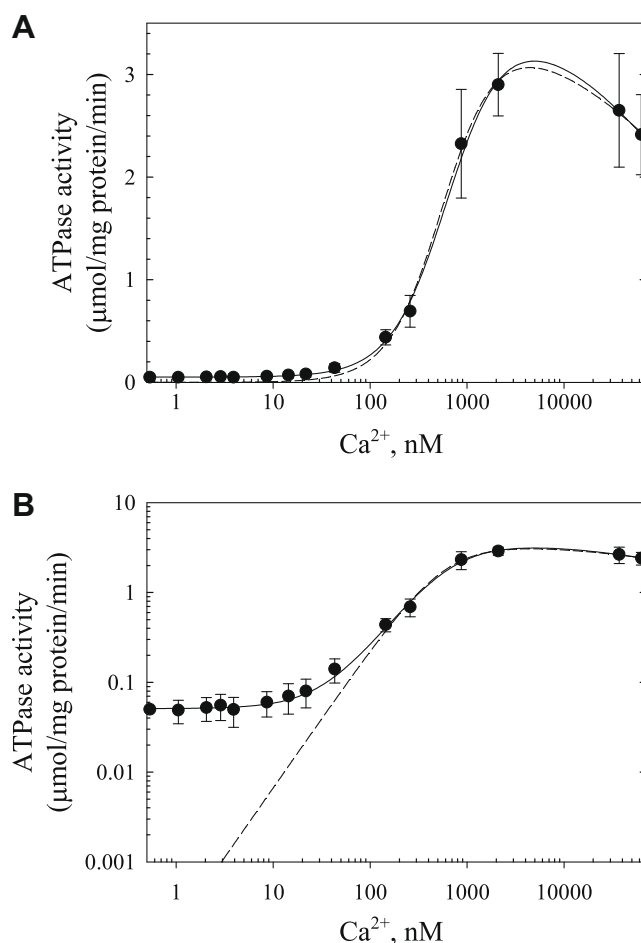 A
ATPase activity
(μmol/mg protein/min)
3
2
1
0
1 10 100 1000 10000
Ca²⁺, nM
B
ATPase activity
(μmol/mg protein/min)
10
1
0.1
0.01
0.001
1 10 100 1000 10000
Ca²⁺, nM